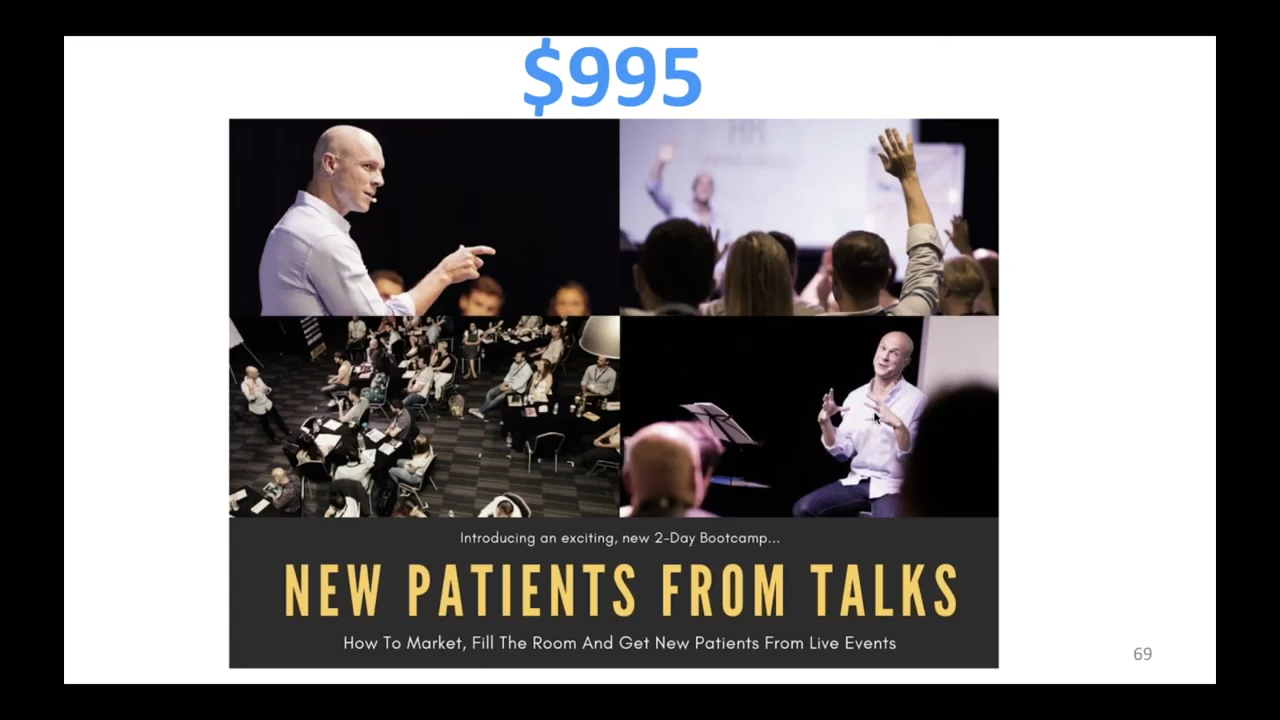 $995
Introducing an exciting, new 2-Day Bootcamp...
NEW PATIENTS FROM TALKS
How To Market, Fill The Room And Get New Patients From Live Events
69